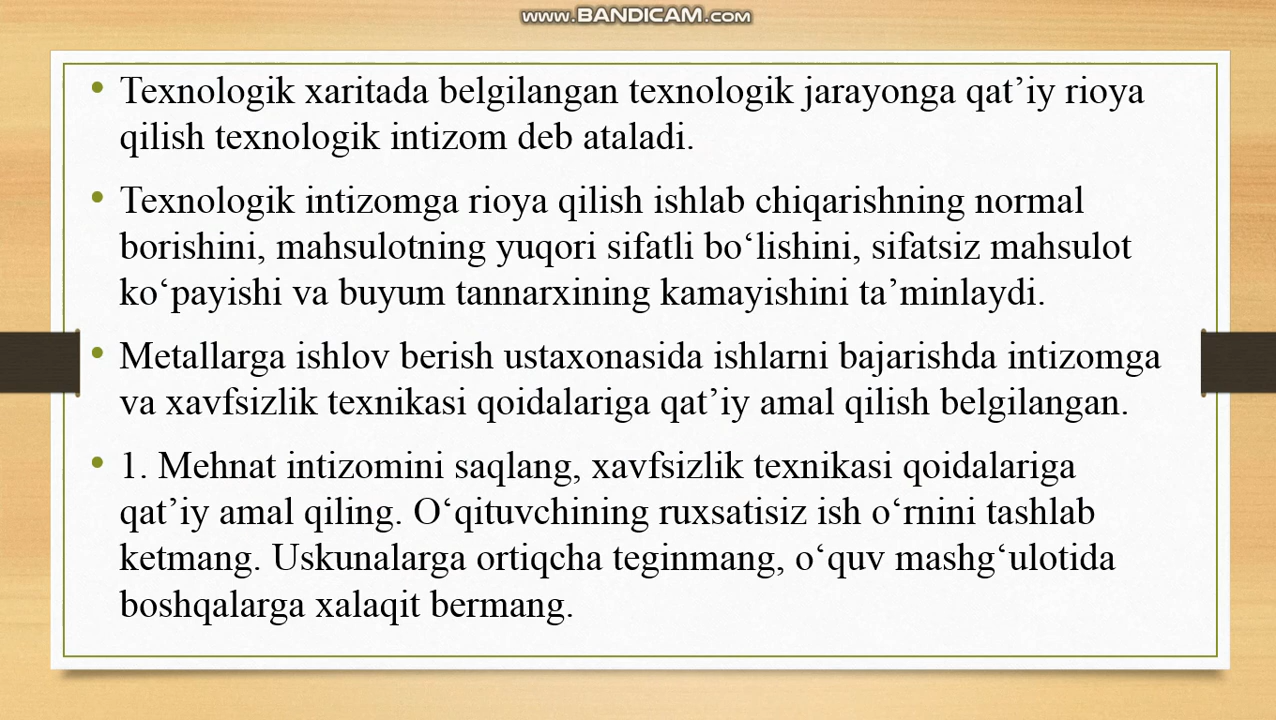 www.BANDICAM.com
• Texnologik xaritada belgilangan texnologik jarayonga qat’iy rioya
qilish texnologik intizom deb ataladi.
• Texnologik intizomga rioya qilish ishlab chiqarishning normal
borishini, mahsulotning yuqori sifatli bo‘lishini, sifatsiz mahsulot
ko‘payishi va buyum tannarxining kamayishini ta’minlaydi.
• Metallarga ishlov berish ustaxonasida ishlarni bajarishda intizomga
va xavfsizlik texnikasi qoidalariga qat’iy amal qilish belgilangan.
• 1. Mehnat intizomini saqlang, xavfsizlik texnikasi qoidalariga
qat’iy amal qiling. O‘qituvchining ruxsatisiz ish o‘rnini tashlab
ketmang. Uskunalarga ortiqcha teginmang, o‘quv mashg‘ulotida
boshqalarga xalaqit bermang.